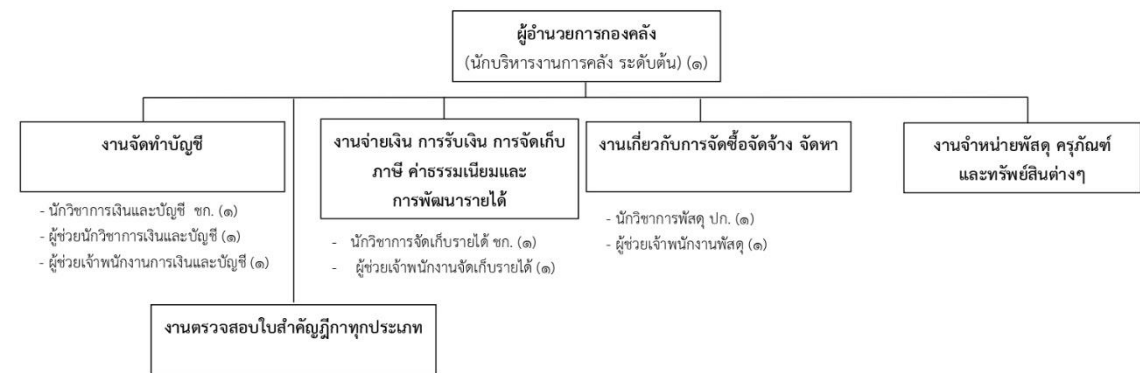 ผู้อำนวยการกองคลัง
(นักบริหารงานการคลัง ระดับต้น) (๑)
งานจัดทำบัญชี
- นักวิชาการเงินและบัญชี ชก. (๑)
- ผู้ช่วยนักวิชาการเงินและบัญชี (๑)
- ผู้ช่วยเจ้าพนักงานการเงินและบัญชี (๑)
งานจ่ายเงิน การรับเงิน การจัดเก็บ
ภาษี ค่าธรรมเนียมและ
การพัฒนารายได้
- นักวิชาการจัดเก็บรายได้ ชก. (๑)
- ผู้ช่วยเจ้าพนักงานจัดเก็บรายได้ (๑)
งานเกี่ยวกับการจัดซื้อจัดจ้าง จัดหา
- นักวิชาการพัสดุ ปก. (๑)
- ผู้ช่วยเจ้าพนักงานพัสดุ (๑)
งานจำหน่ายพัสดุ ครุภัณฑ์
และทรัพย์สินต่างๆ
งานตรวจสอบใบสำคัญฎีกาทุกประเภท